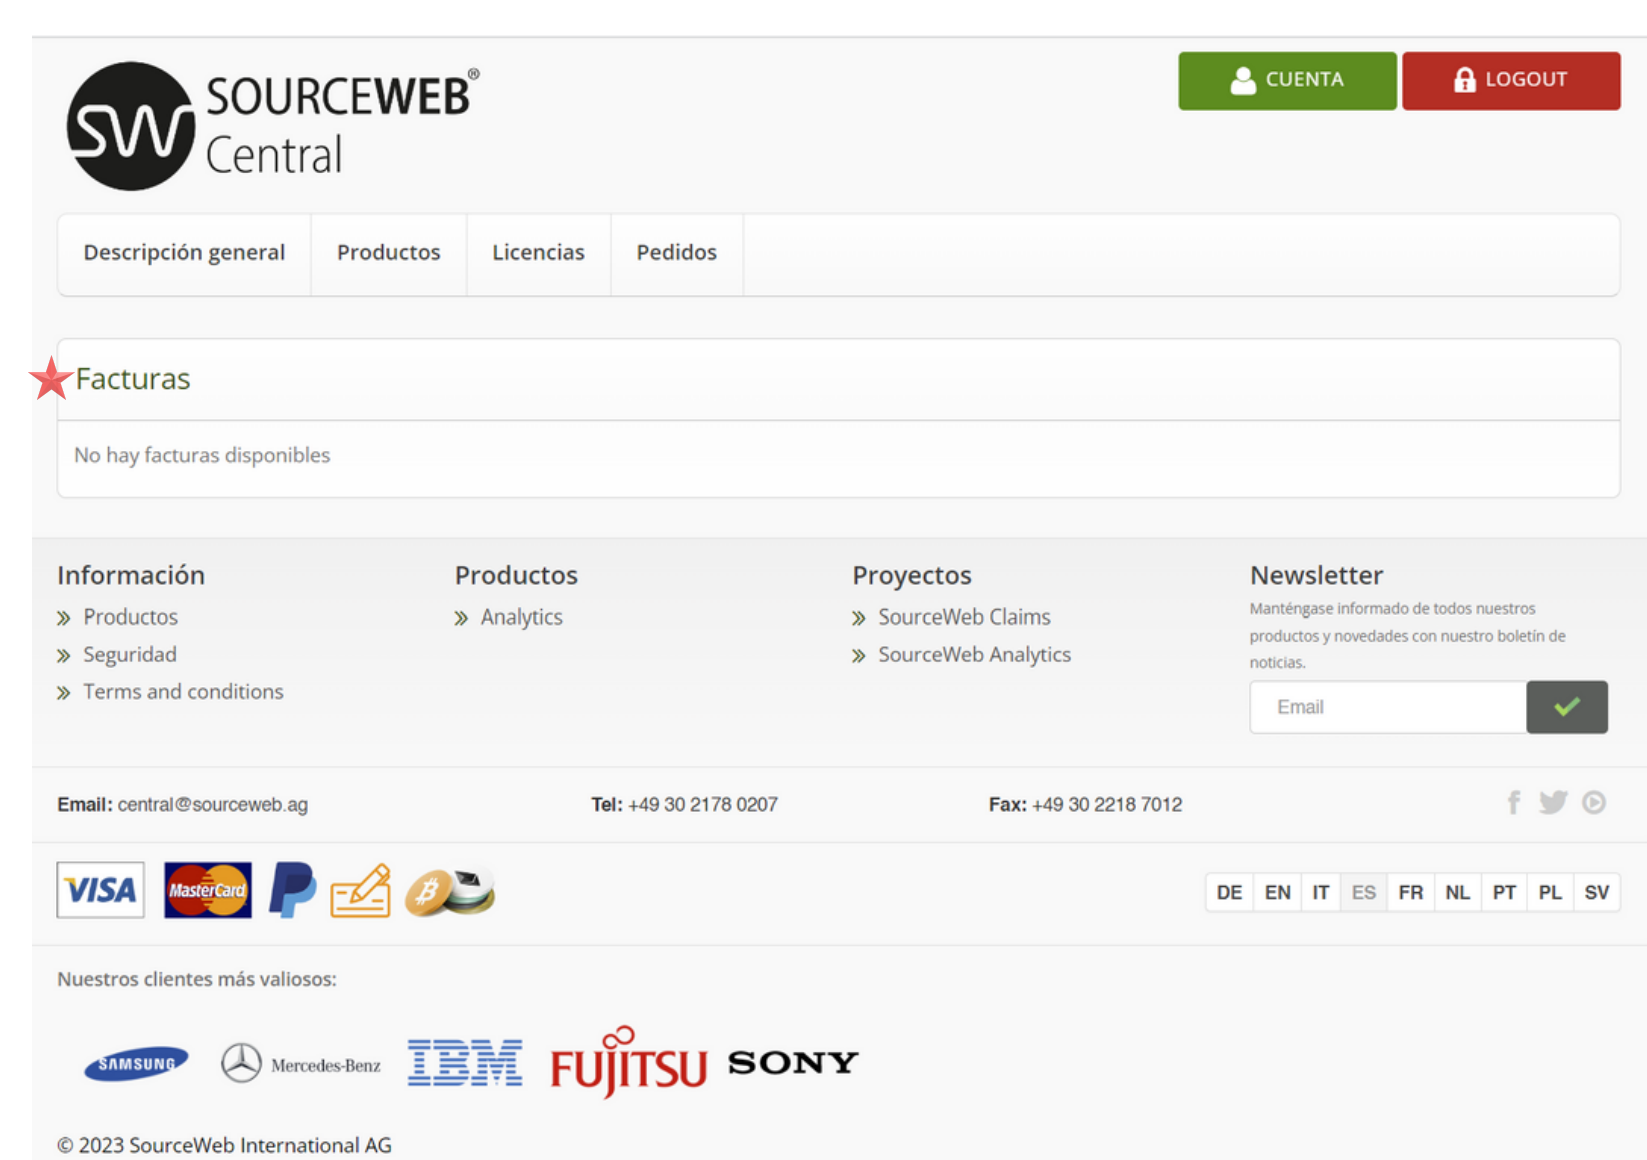 SW
SOURCEWEB®
Central
CUENTA
LOGOUT
Descripción general
Productos
Licencias
Pedidos
Facturas
No hay facturas disponibles
Información
Productos
Seguridad
Terms and conditions
Productos
Analytics
Proyectos
SourceWeb Claims
SourceWeb Analytics
Newsletter
Manténgase informado de todos nuestros
productos y novedades con nuestro boletín de
noticias.
Email
Email: central@sourceweb.ag
Tel: +49 30 2178 0207
Fax: +49 30 2218 7012
VISA
MasterCard
DE EN IT ES FR NL PT PL SV
Nuestros clientes más valiosos:
SAMSUNG
Mercedes-Benz
IBM
FUJITSU
SONY
© 2023 SourceWeb International AG